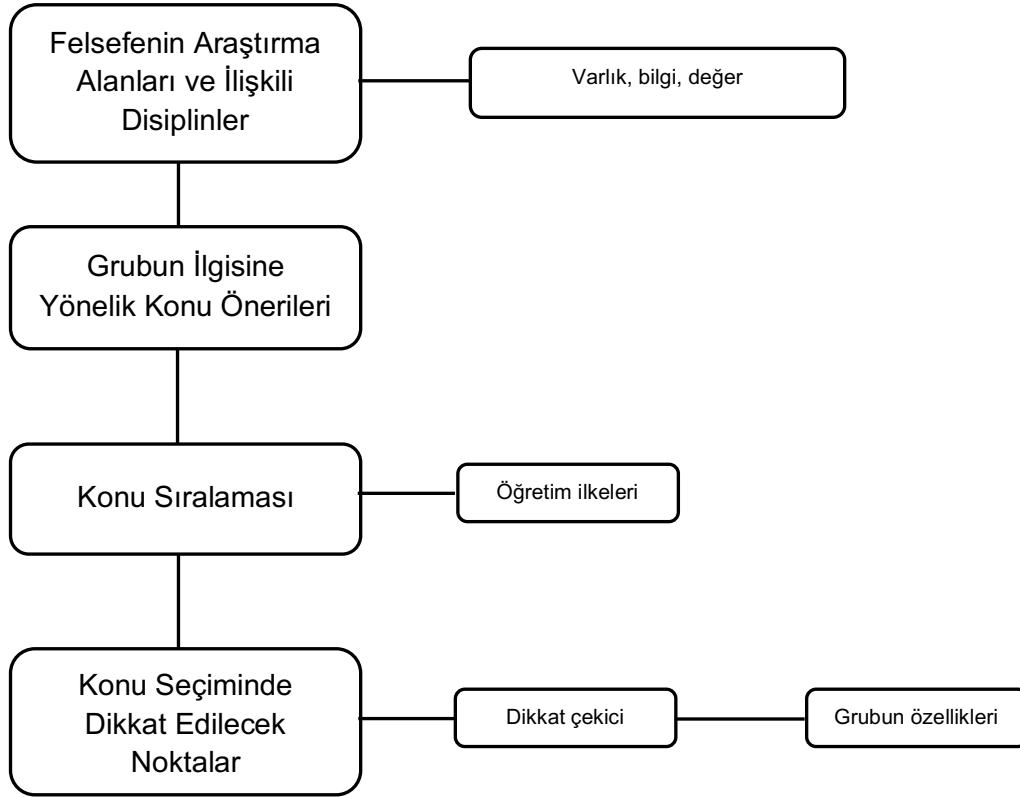 Felsefenin Araştırma
Alanları ve İlişkili
Disiplinler
Varlık, bilgi, değer
Grubun İlgisine
Yönelik Konu Önerileri
Konu Sıralaması
Öğretim ilkeleri
Konu Seçiminde
Dikkat Edilecek
Noktalar
Dikkat çekici
Grubun özellikleri